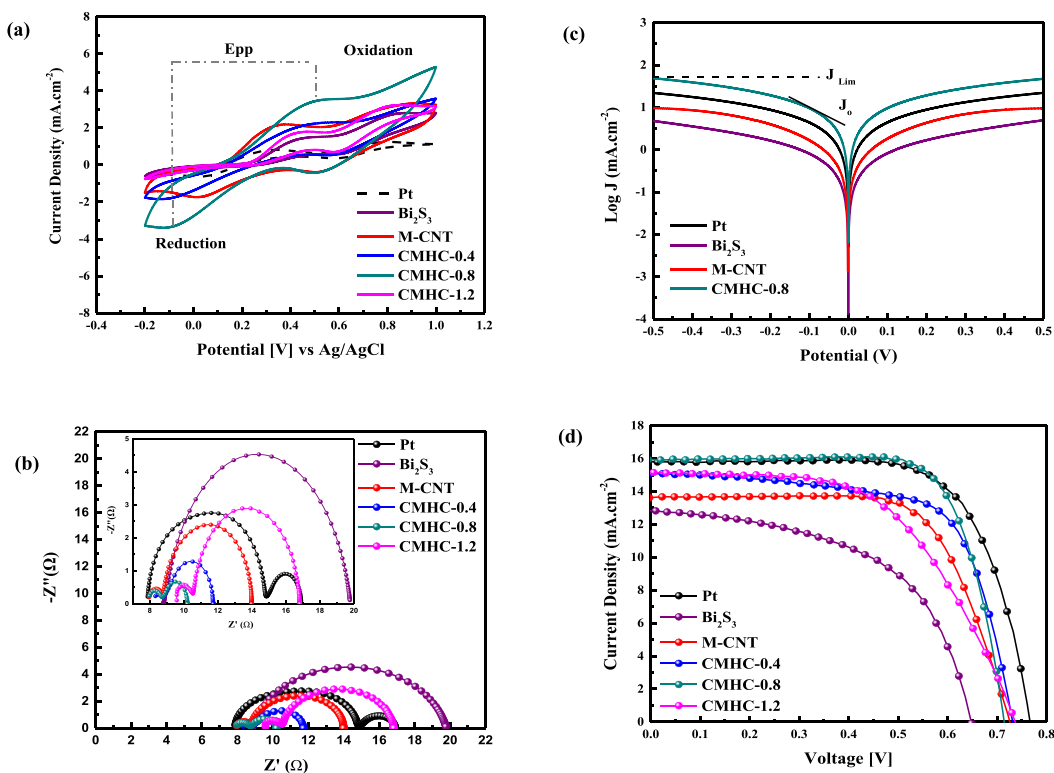 (a)
8
6
4
2
0
-2
-4
-6
-8
Current Density (mA.cm⁻²)
Epp
Oxidation
Reduction
Pt
Bi₂S₃
M-CNT
CMHC-0.4
CMHC-0.8
CMHC-1.2
-0.4 -0.2 0.0 0.2 0.4 0.6 0.8 1.0 1.2
Potential [V] vs Ag/AgCl
(c)
4
3
2
1
0
-1
-2
-3
-4
Log J (mA.cm⁻²)
J Lim
Jₒ
Pt
Bi₂S₃
M-CNT
CMHC-0.8
-0.5 -0.4 -0.3 -0.2 -0.1 0.0 0.1 0.2 0.3 0.4 0.5
Potential (V)
(b)
22
20
18
16
14
12
10
8
6
4
2
0
-Z"(Ω)
5
4
3
2
1
0
-Z''(Ω)
8 10 12 14 16 18 20
Z' (Ω)
Pt
Bi₂S₃
M-CNT
CMHC-0.4
CMHC-0.8
CMHC-1.2
0 2 4 6 8 10 12 14 16 18 20 22
Z' (Ω)
(d)
18
16
14
12
10
8
6
4
2
0
Current Density (mA.cm⁻²)
Pt
Bi₂S₃
M-CNT
CMHC-0.4
CMHC-0.8
CMHC-1.2
0.0 0.1 0.2 0.3 0.4 0.5 0.6 0.7 0.8
Voltage [V]